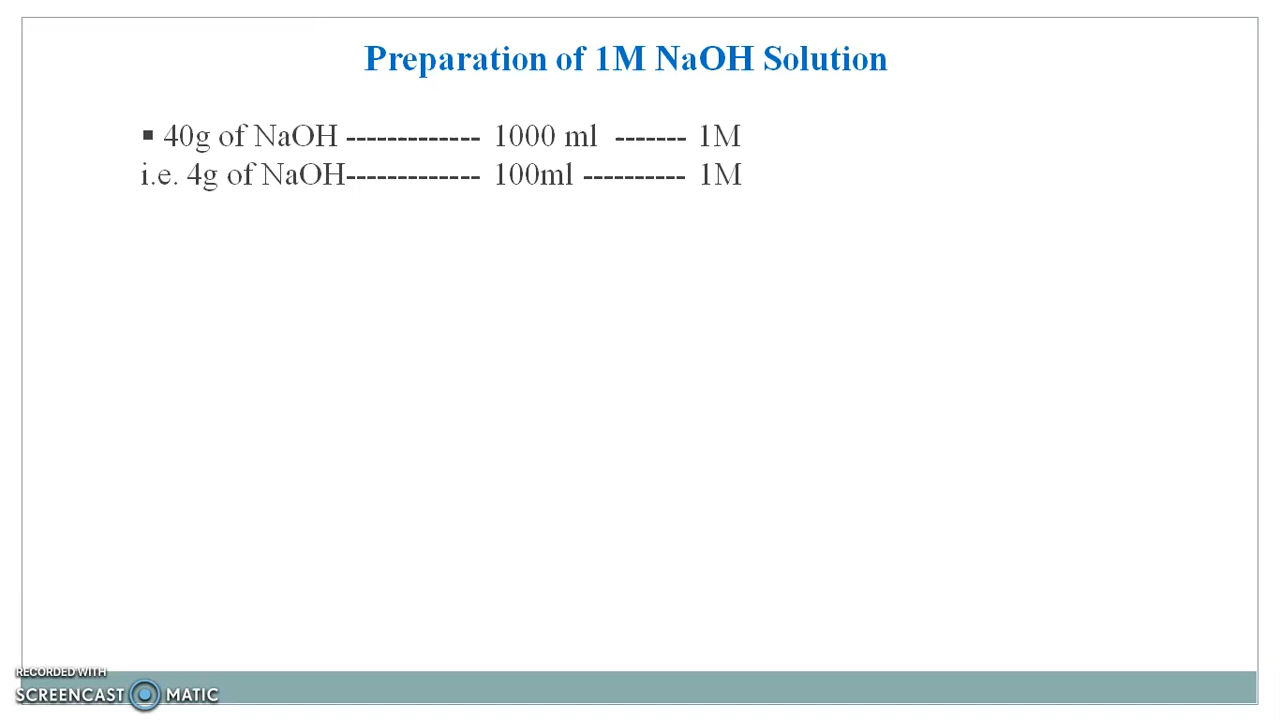 Preparation of 1M NaOH Solution
▪ 40g of NaOH ------------- 1000 ml ------- 1M
i.e. 4g of NaOH------------- 100ml ---------- 1M
RECORDED WITH
SCREENCAST MATIC